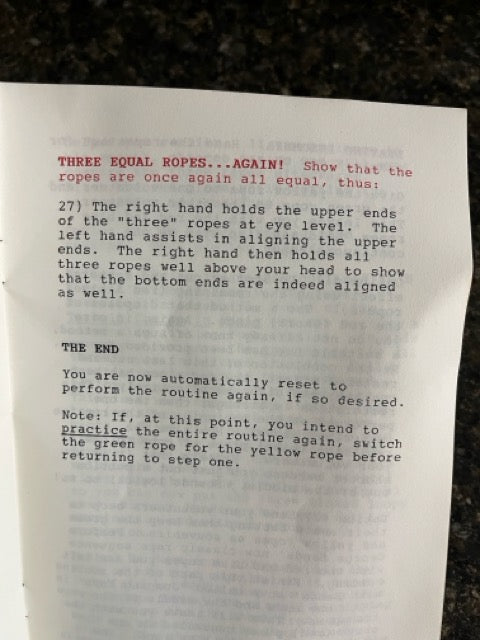 THREE EQUAL ROPES...AGAIN!  Show that the
ropes are once again all equal, thus:
27) The right hand holds the upper ends
of the "three" ropes at eye level.  The
left hand assists in aligning the upper
ends.  The right hand then holds all
three ropes well above your head to show
that the bottom ends are indeed aligned
as well.
THE END
You are now automatically reset to
perform the routine again, if so desired.
Note: If, at this point, you intend to
practice the entire routine again, switch
the green rope for the yellow rope before
returning to step one.